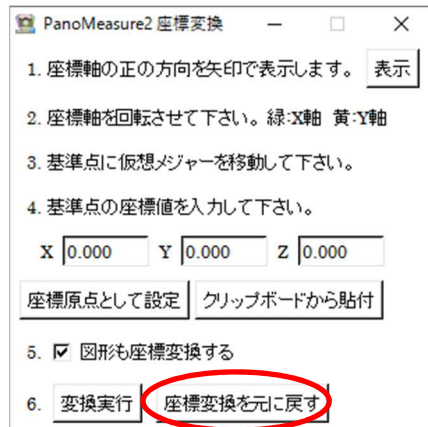 PanoMeasure2 座標変換
1. 座標軸の正の方向を矢印で表示します。 表示
2. 座標軸を回転させて下さい。緑:X軸 黄:Y軸
3. 基準点に仮想メジャーを移動して下さい。
4. 基準点の座標値を入力して下さい。
X 0.000 Y 0.000 Z 0.000
座標原点として設定 クリップボードから貼付
5. 図形も座標変換する
6. 変換実行 座標変換を元に戻す